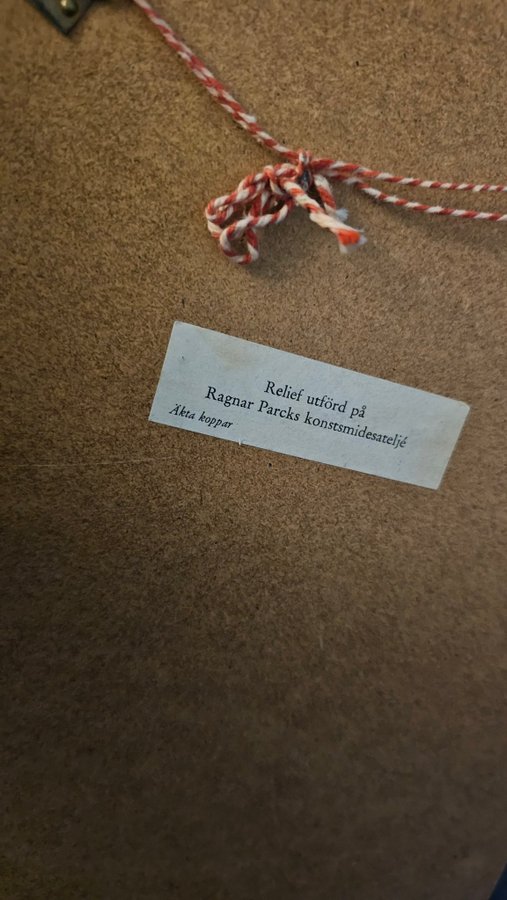 Relief utförd på
Ragnar Parcks konstsmidesateljé
Äkta koppar